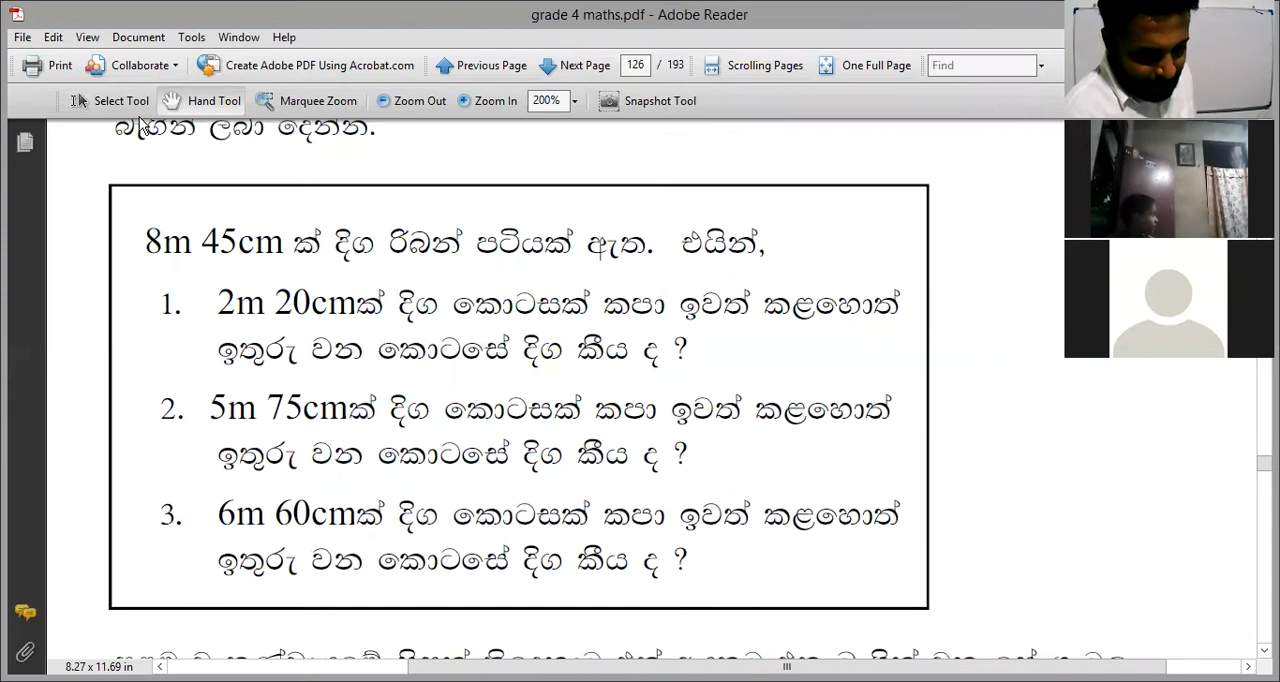 grade 4 maths.pdf - Adobe Reader
File Edit View Document Tools Window Help
Print Collaborate Create Adobe PDF Using Acrobat.com Previous Page Next Page 126 / 193 Scrolling Pages One Full Page Find
Select Tool Hand Tool Marquee Zoom Zoom Out Zoom In 200% Snapshot Tool
ලබා දෙන්න.
8m 45cm ක් දිග රිබන් පටියක් ඇත. එයින්,
1. 2m 20cmක් දිග කොටසක් කපා ඉවත් කළහොත්
ඉතුරු වන කොටසේ දිග කීය ද ?
2. 5m 75cmක් දිග කොටසක් කපා ඉවත් කළහොත්
ඉතුරු වන කොටසේ දිග කීය ද ?
3. 6m 60cmක් දිග කොටසක් කපා ඉවත් කළහොත්
ඉතුරු වන කොටසේ දිග කීය ද ?
8.27 x 11.69 in